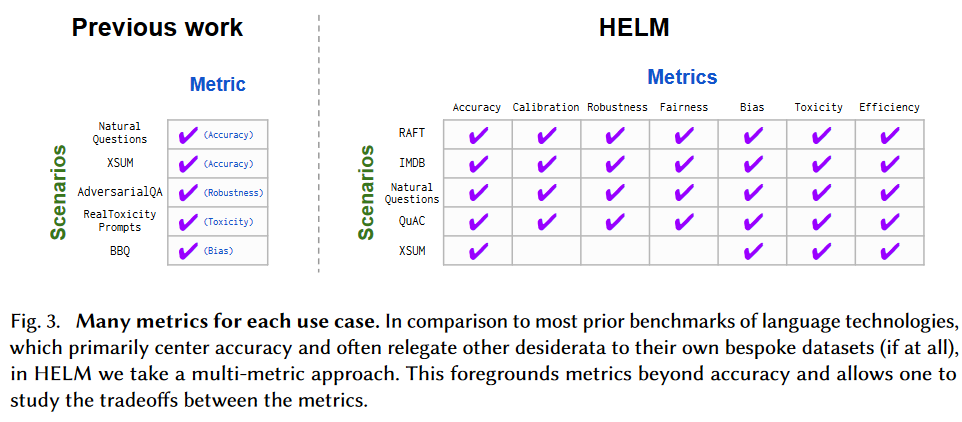 Previous work
HELM
Metric
Scenarios
Natural
Questions
(Accuracy)
XSUM
(Accuracy)
AdversarialQA
(Robustness)
RealToxicity
Prompts
(Toxicity)
BBQ
(Bias)
Metrics
Accuracy Calibration Robustness Fairness Bias Toxicity Efficiency
Scenarios
RAFT
IMDB
Natural
Questions
QuAC
XSUM
Fig. 3. Many metrics for each use case. In comparison to most prior benchmarks of language technologies,
which primarily center accuracy and often relegate other desiderata to their own bespoke datasets (if at all),
in HELM we take a multi-metric approach. This foregrounds metrics beyond accuracy and allows one to
study the tradeoffs between the metrics.